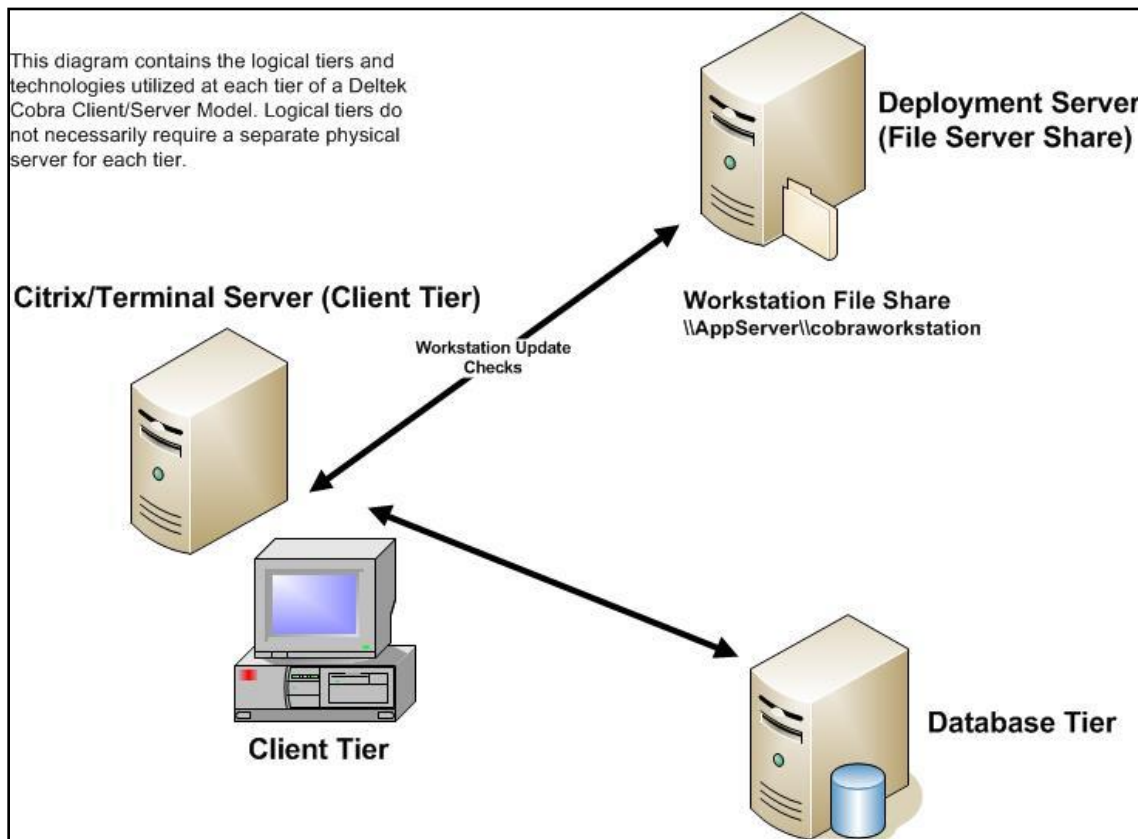 This diagram contains the logical tiers and
technologies utilized at each tier of a Deltek
Cobra Client/Server Model. Logical tiers do
not necessarily require a separate physical
server for each tier.
Deployment Server
(File Server Share)
Citrix/Terminal Server (Client Tier)
Workstation File Share
\\AppServer\\cobraworkstation
Workstation Update
Checks
Client Tier
Database Tier